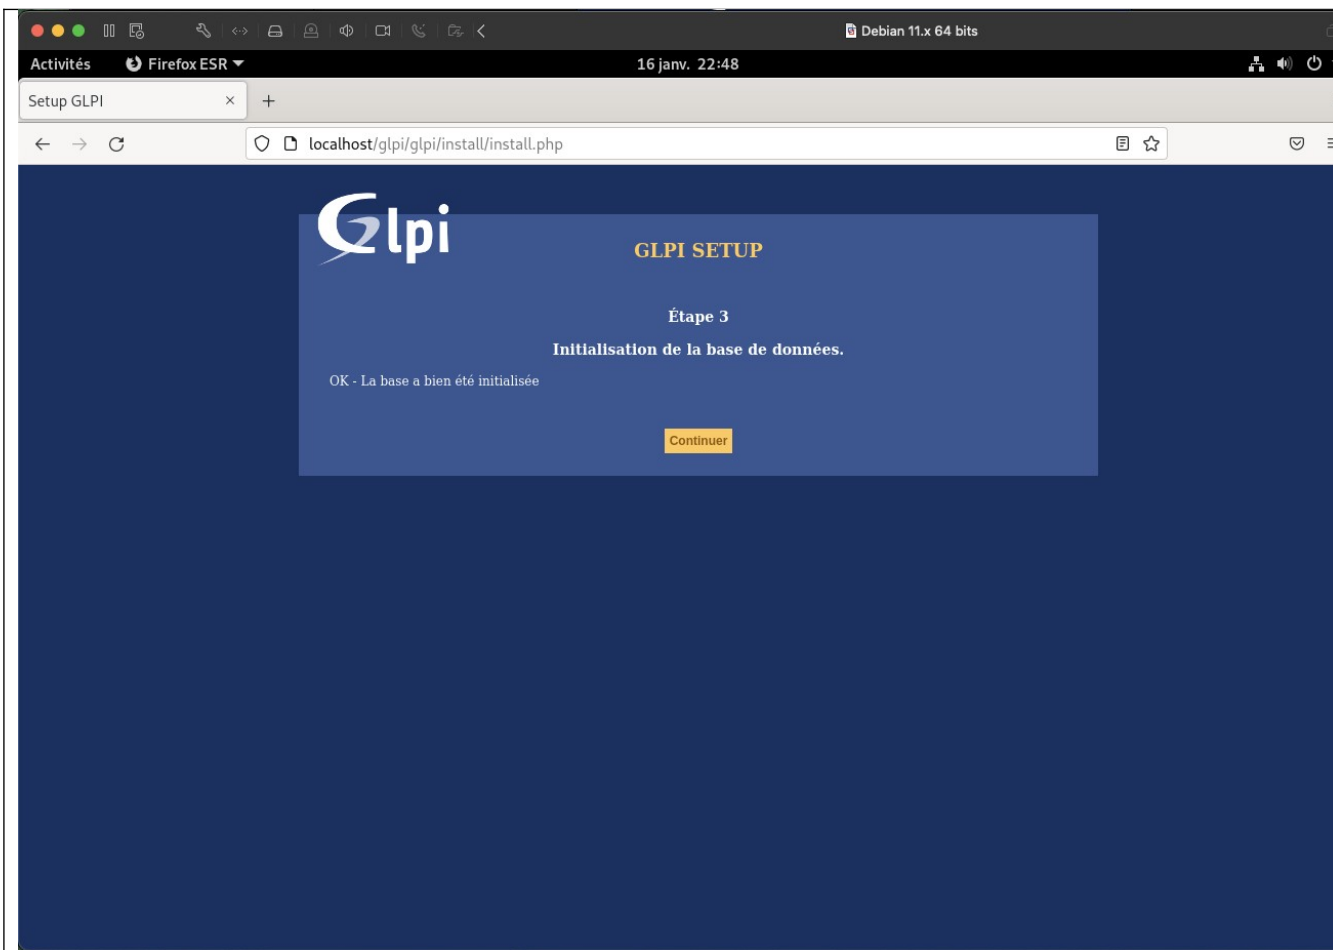 Debian 11.x 64 bits
Activités Firefox ESR 16 janv. 22:48
Setup GLPI
localhost/glpi/glpi/install/install.php
Glpi
GLPI SETUP
Étape 3
Initialisation de la base de données.
OK - La base a bien été initialisée
Continuer